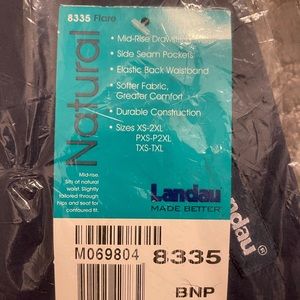 8335 Flare
Natural
• Mid-Rise Drawstring
• Side Seam Pockets
• Elastic Back Waistband
• Softer Fabric,
Greater Comfort
• Durable Construction
• Sizes XS-2XL
PXS-P2XL
TXS-TXL
Mid-rise.
Sits at natural
waist. Slightly
tailored through
hips and seat for
contoured fit.
Landau
MADE BETTER
M069804
8335
BNP
Landau